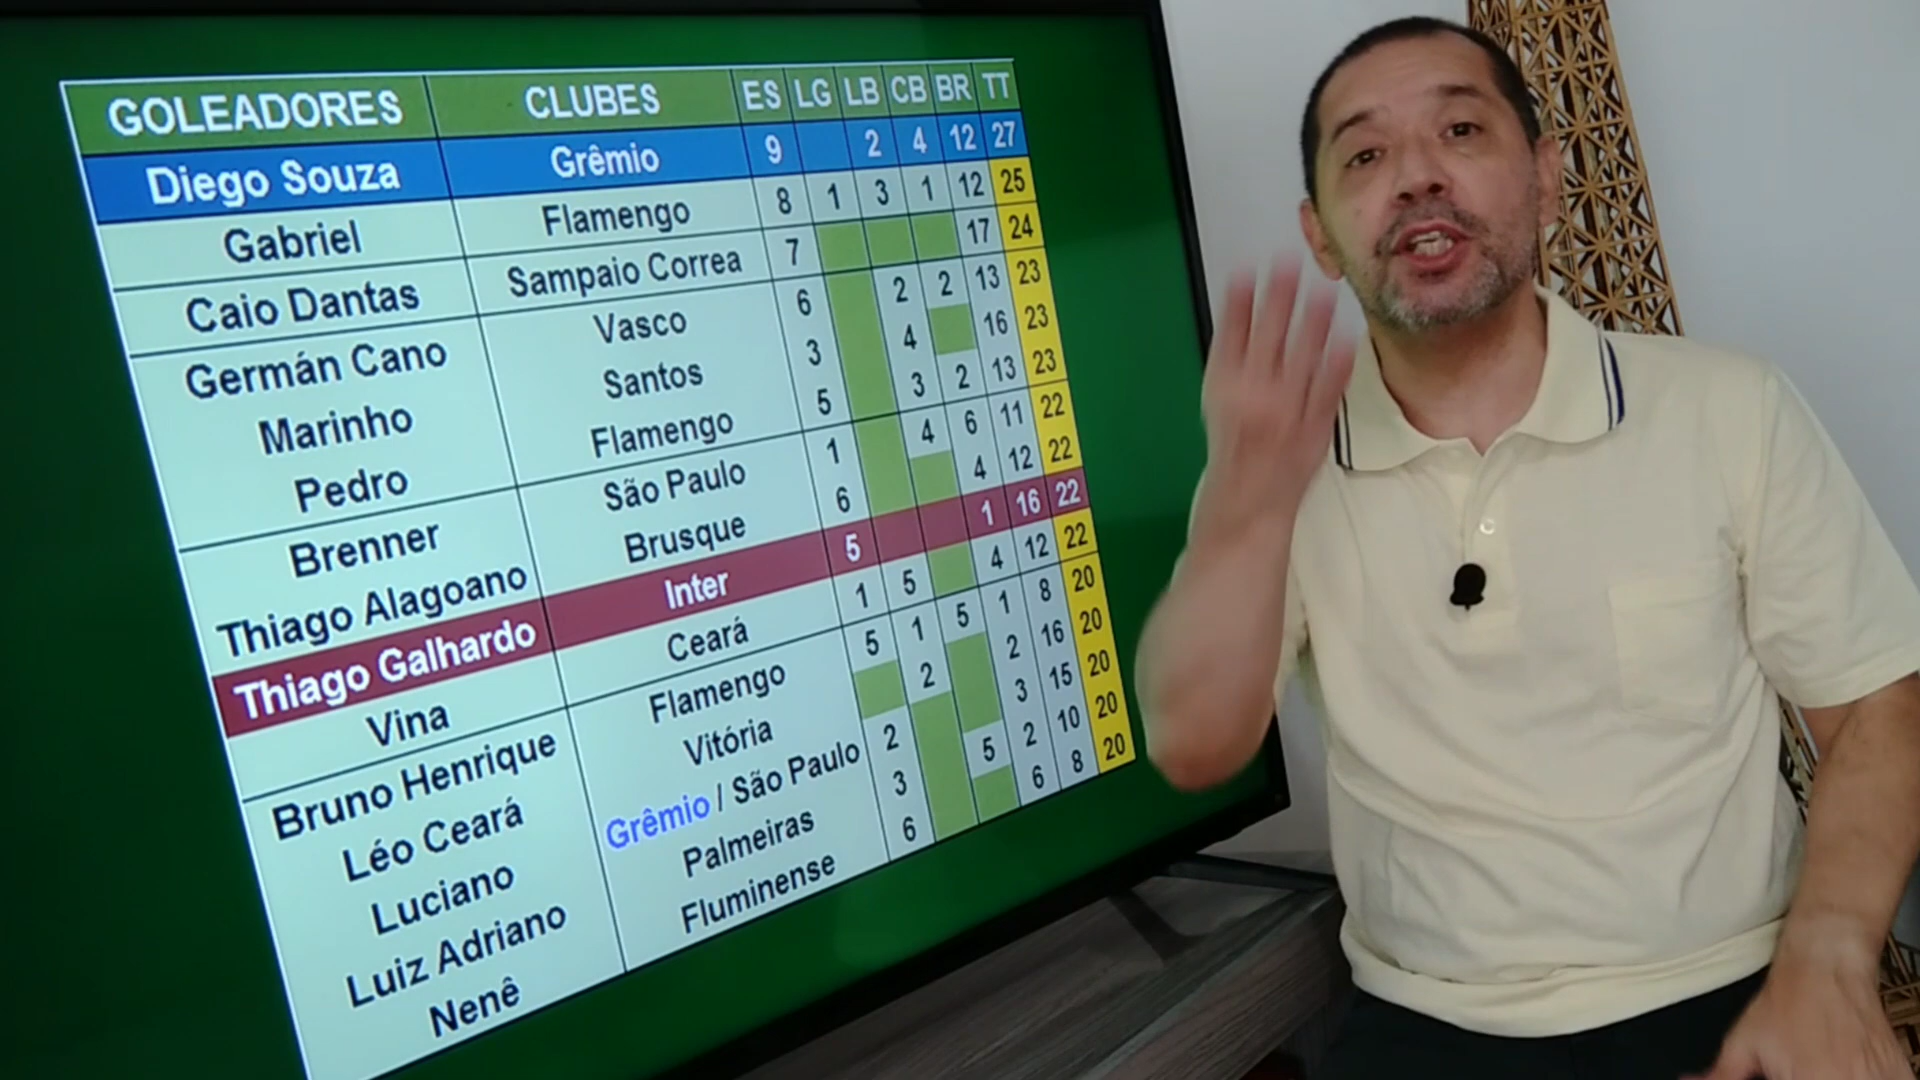 GOLEADORES CLUBES ES LG LB CB BR TT
Diego Souza Grêmio 9 2 4 12 27
Gabriel Flamengo 8 1 3 1 12 25
Caio Dantas Sampaio Correa 7 17 24
Germán Cano Vasco 6 2 2 13 23
Marinho Santos 3 4 16 23
Pedro Flamengo 5 3 2 13 23
Brenner São Paulo 1 4 6 11 22
Thiago Alagoano Brusque 6 4 12 22
Thiago Galhardo Inter 5 1 16 22
Vina Ceará 1 5 4 12 22
Bruno Henrique Flamengo 5 1 5 1 8 20
Léo Ceará Vitória 2 2 16 20
Luciano Grêmio / São Paulo 2 3 15 20
Luiz Adriano Palmeiras 3 5 2 10 20
Nenê Fluminense 6 6 8 20